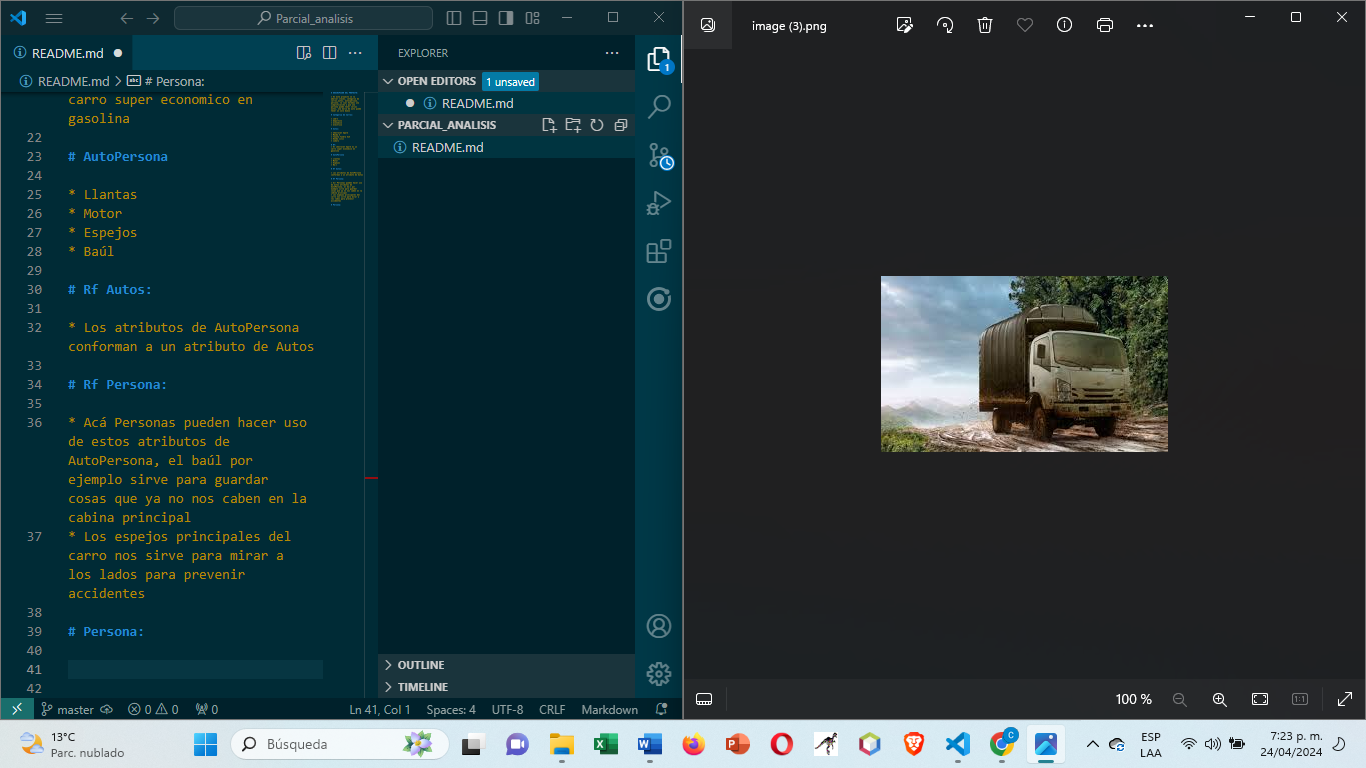 Parcial_analisis
README.md
README.md > # Persona:
carro super economico en
gasolina
22
23 # AutoPersona
24
25 * Llantas
26 * Motor
27 * Espejos
28 * Baúl
29
30 # Rf Autos:
31
32 * Los atributos de AutoPersona
conforman a un atributo de Autos
33
34 # Rf Persona:
35
36 * Acá Personas pueden hacer uso
de estos atributos de
AutoPersona, el baúl por
ejemplo sirve para guardar
cosas que ya no nos caben en la
cabina principal
37 * Los espejos principales del
carro nos sirve para mirar a
los lados para prevenir
accidentes
38
39 # Persona:
40
41
42
EXPLORER
OPEN EDITORS 1 unsaved
README.md
PARCIAL_ANALISIS
README.md
OUTLINE
TIMELINE
1
master 0 0 0 Ln 41, Col 1 Spaces: 4 UTF-8 CRLF Markdown
image (3).png
100 % 1:1
13°C
Parc. nublado
Búsqueda
C
ESP
LAA
7:23 p. m.
24/04/2024